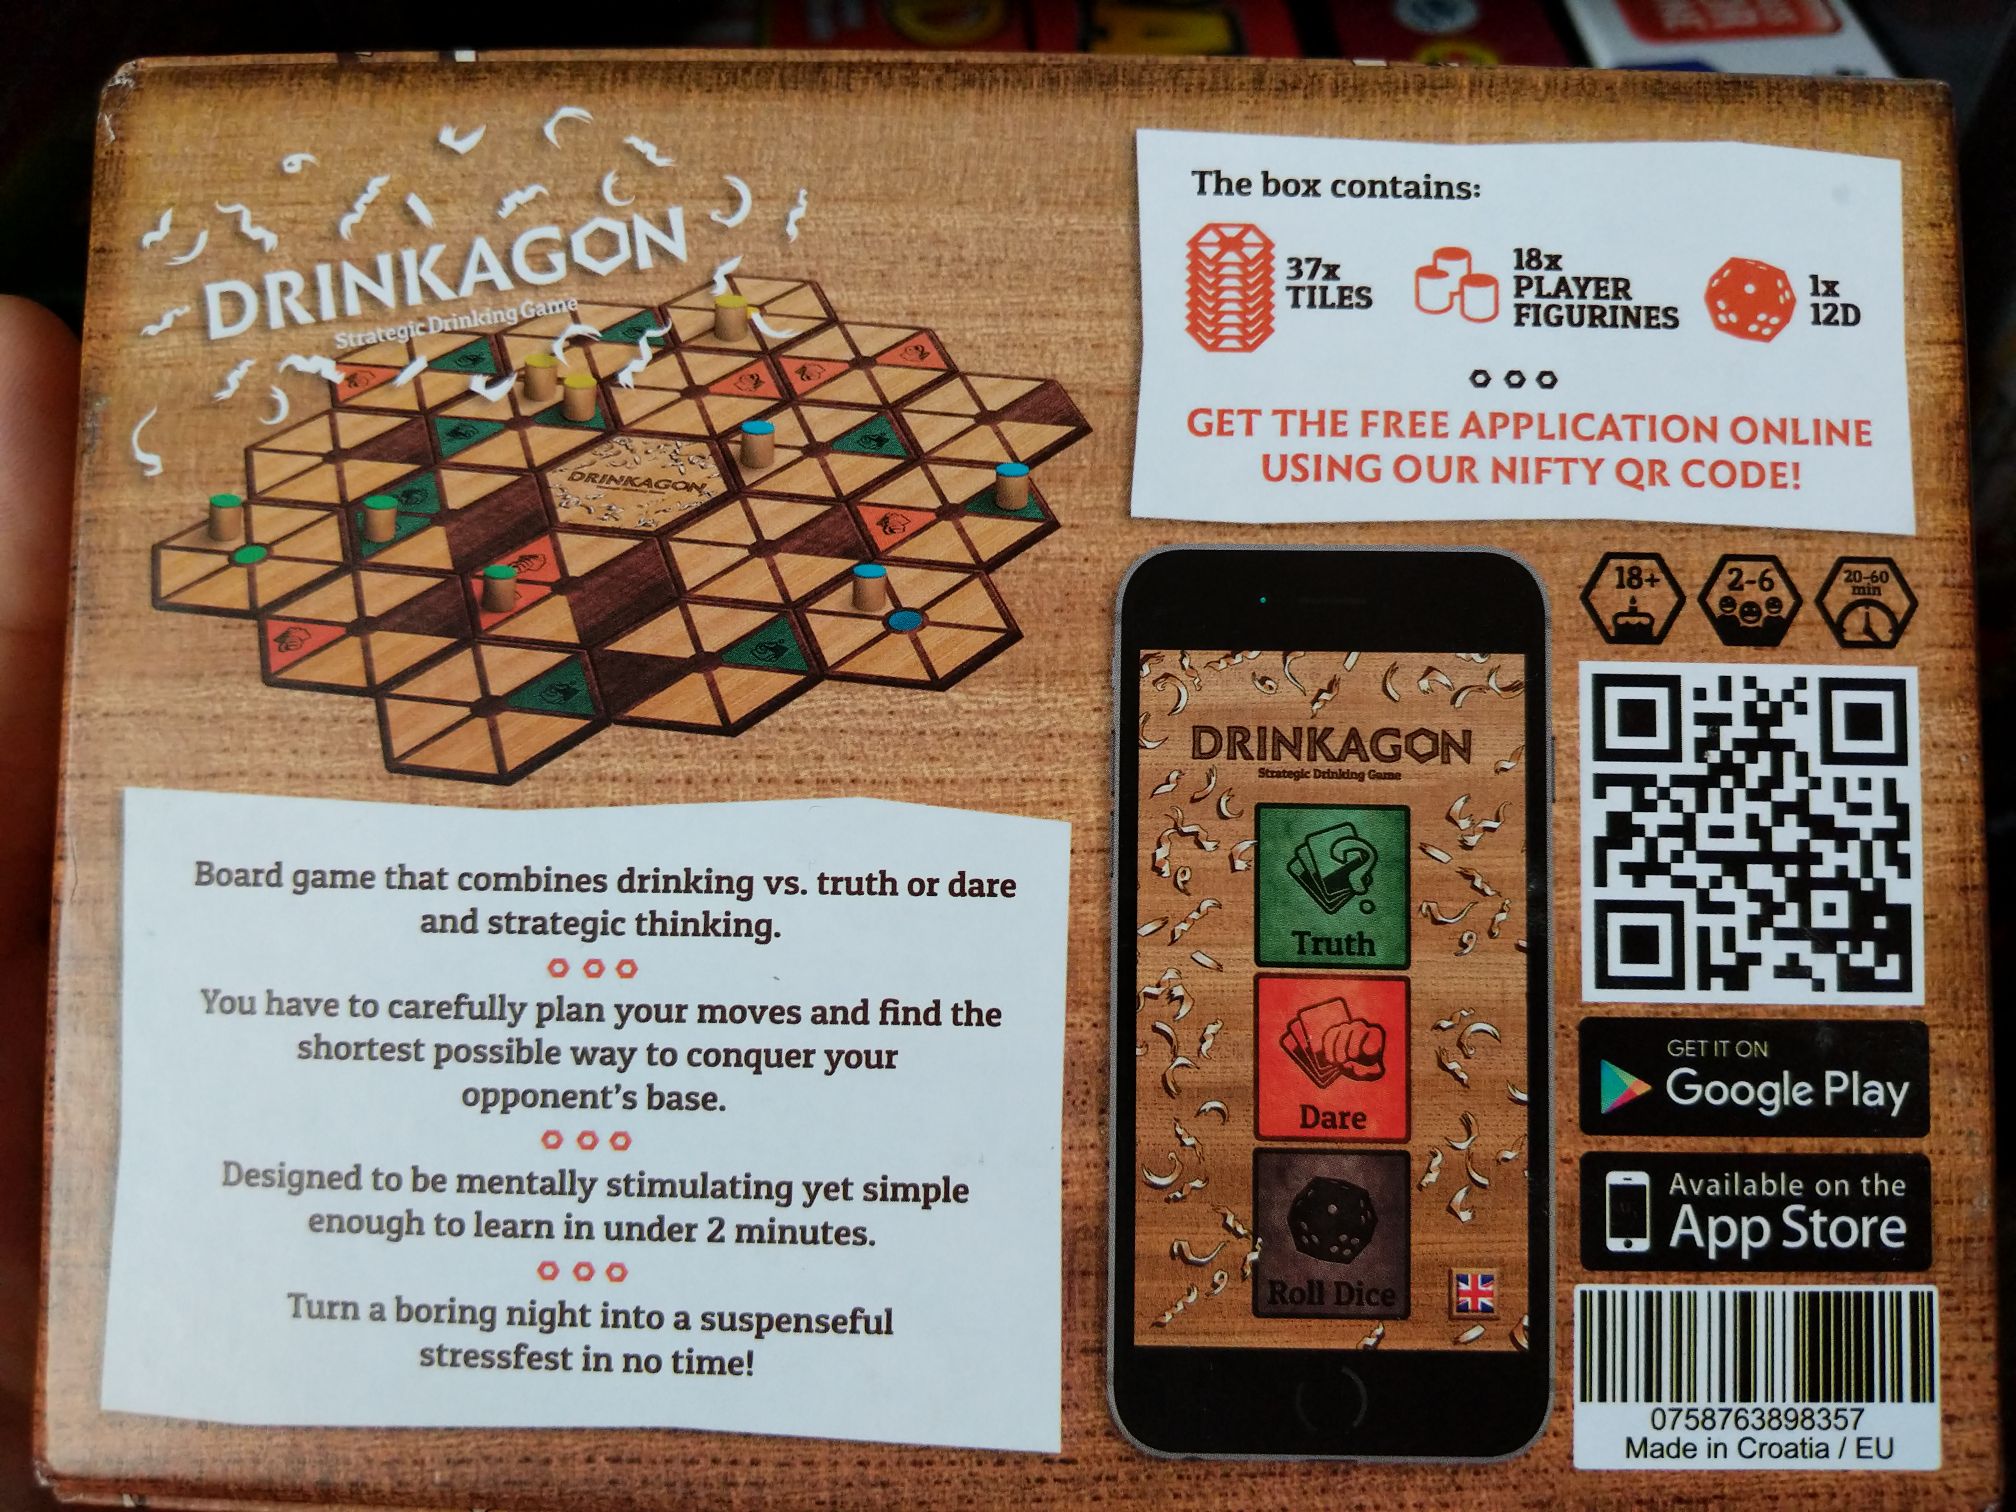 DRINKAGON
Strategic Drinking Game
DRINKAGON
The box contains:
37x
TILES
18x
PLAYER
FIGURINES
1x
12D
GET THE FREE APPLICATION ONLINE
USING OUR NIFTY QR CODE!
18+
2-6
20-60
min
Board game that combines drinking vs. truth or dare
and strategic thinking.
You have to carefully plan your moves and find the
shortest possible way to conquer your
opponent's base.
Designed to be mentally stimulating yet simple
enough to learn in under 2 minutes.
Turn a boring night into a suspenseful
stressfest in no time!
DRINKAGON
Strategic Drinking Game
Truth
Dare
Roll Dice
GET IT ON
Google Play
Available on the
App Store
0758763898357
Made in Croatia / EU